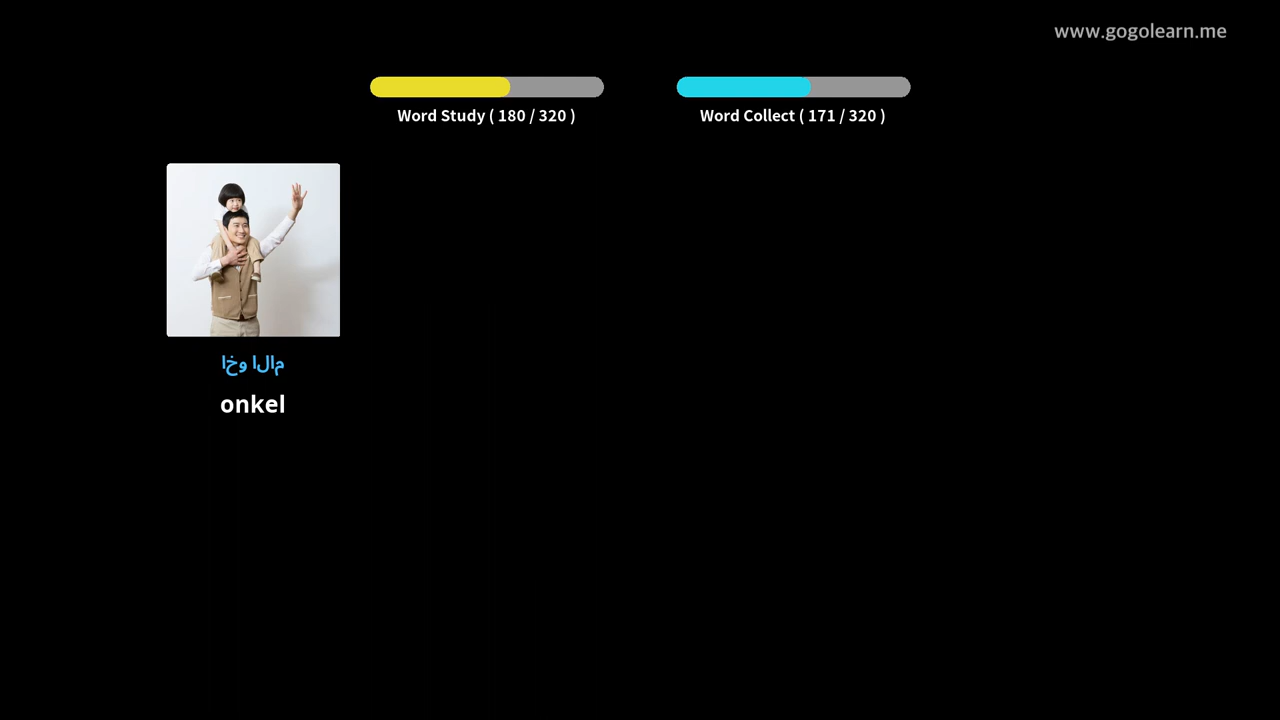 www.gogolearn.me
Word Study ( 180 / 320 )
Word Collect ( 171 / 320 )
اخو الام
onkel